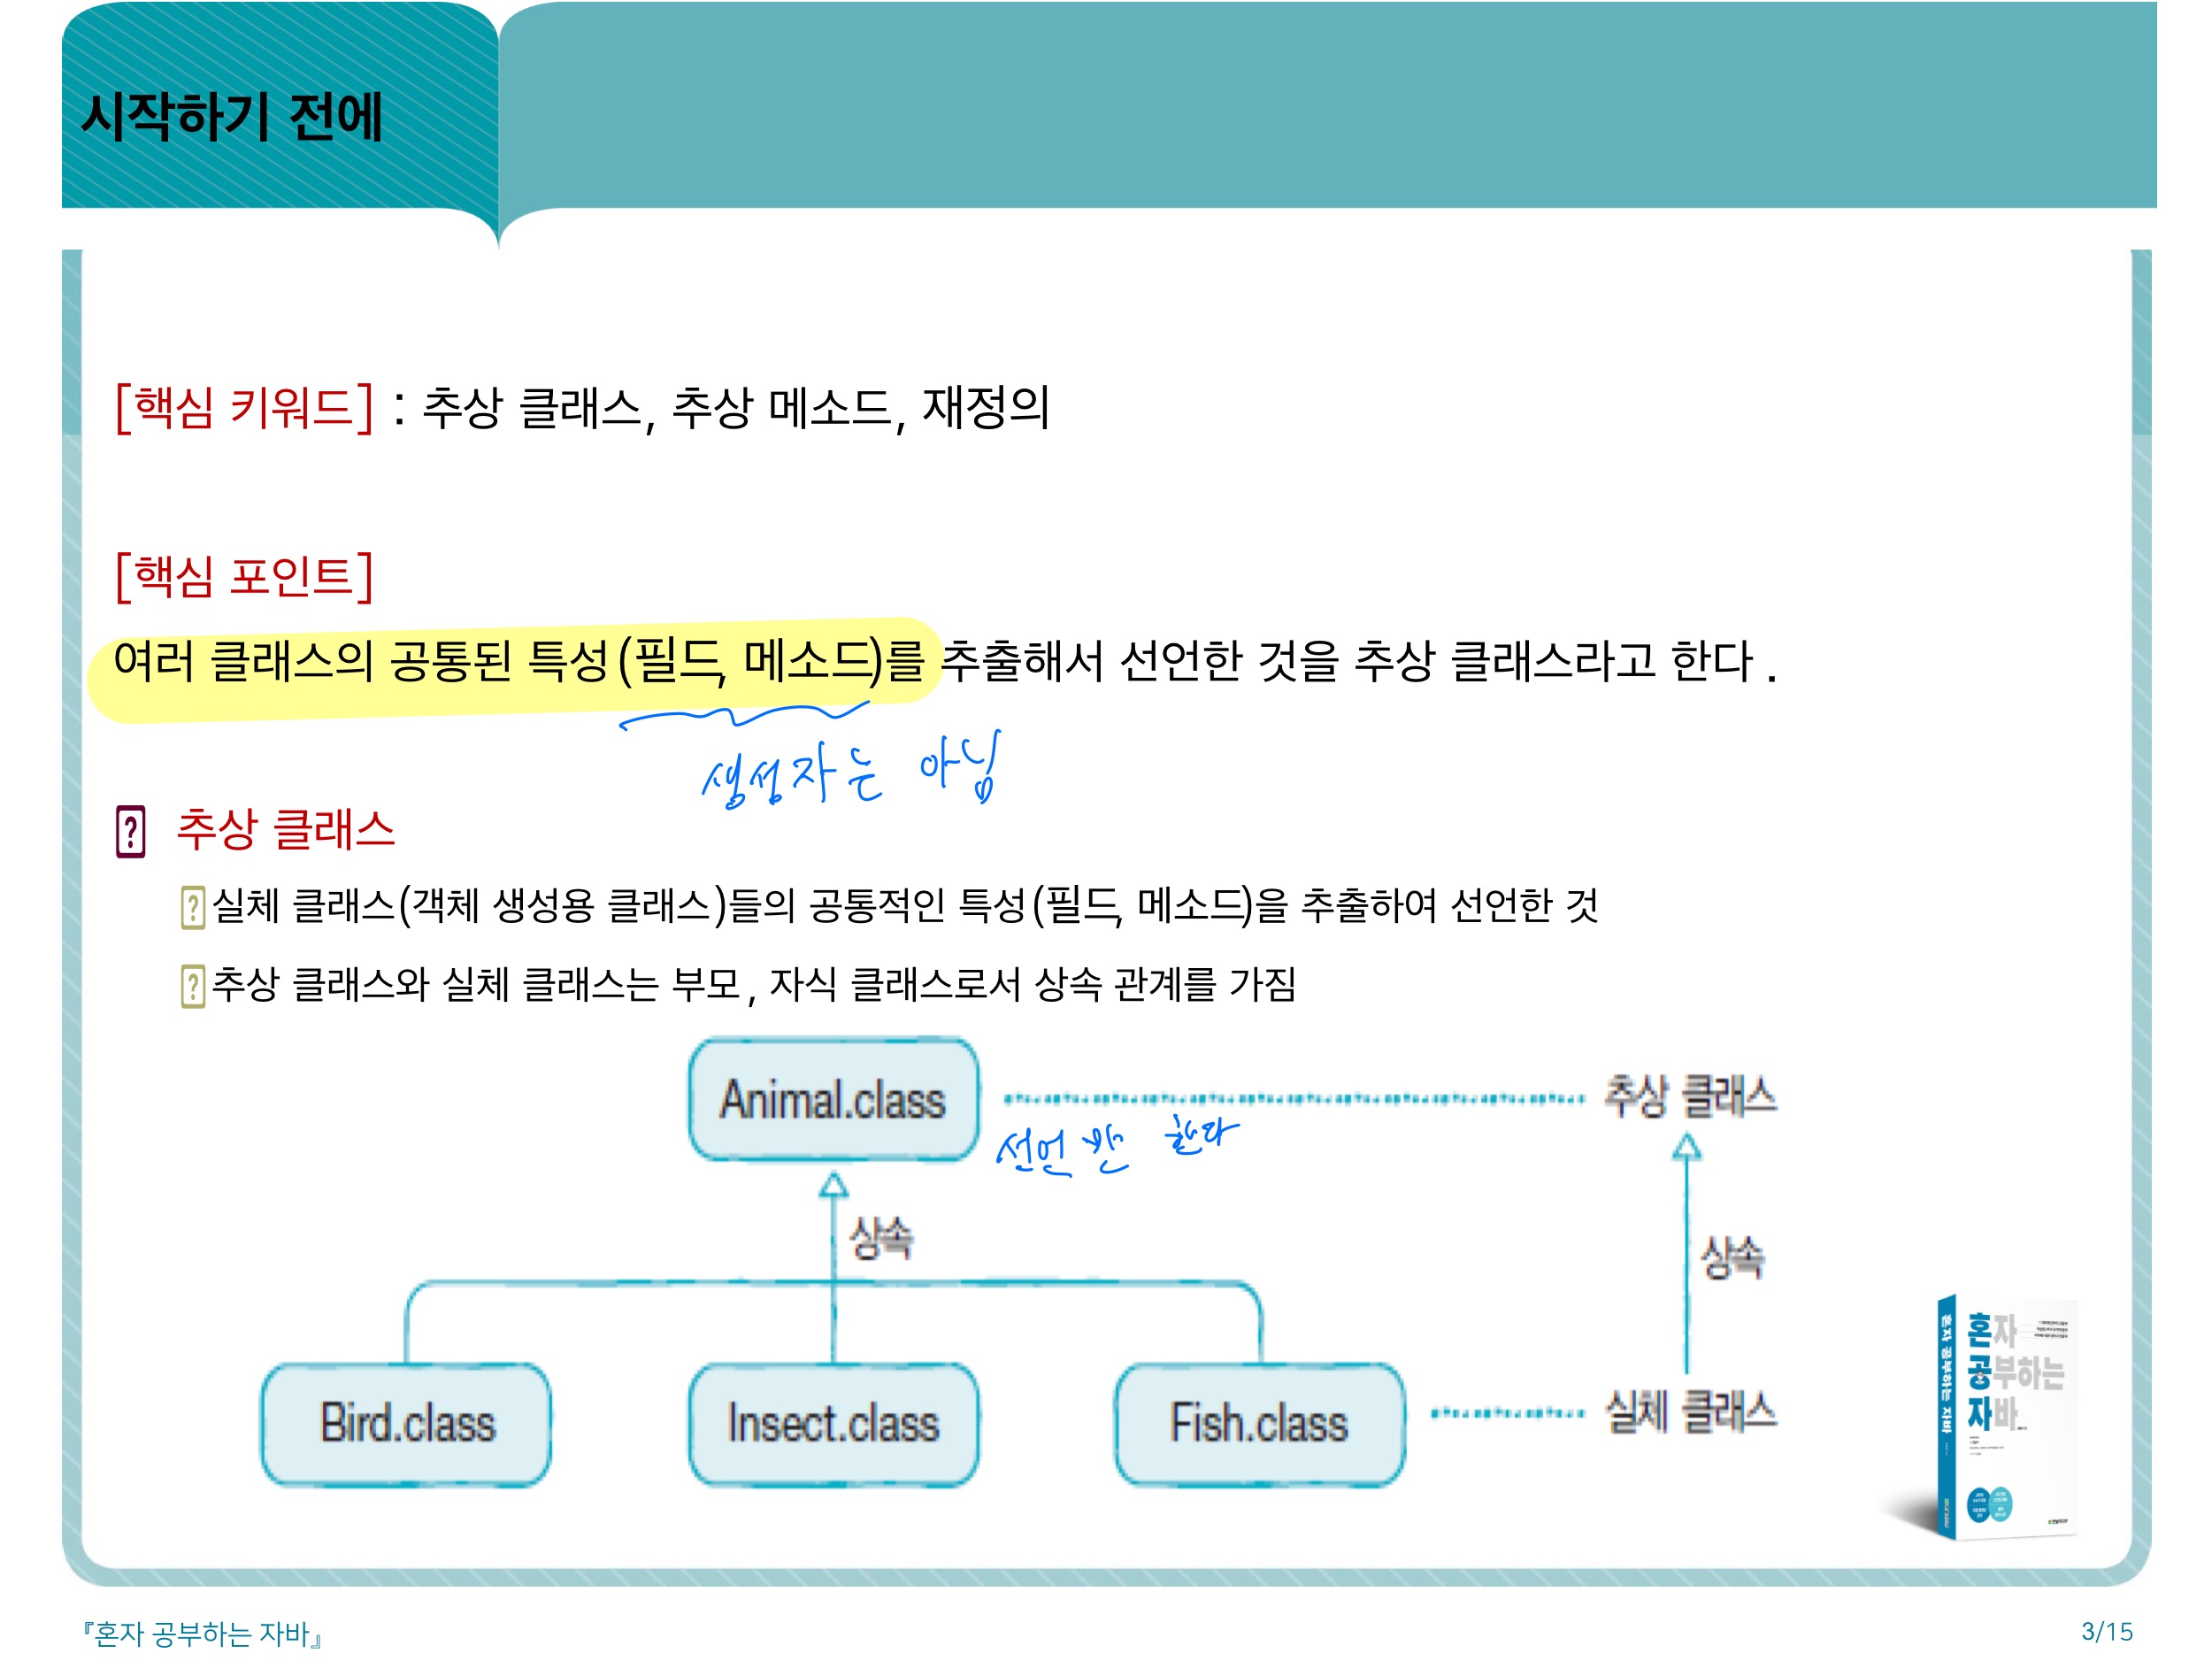 시작하기 전에
[핵심 키워드] : 추상 클래스, 추상 메소드, 재정의
[핵심 포인트]
여러 클래스의 공통된 특성(필드, 메소드)를 추출해서 선언한 것을 추상 클래스라고 한다.
생성자는 아님
추상 클래스
실체 클래스(객체 생성용 클래스)들의 공통적인 특성(필드, 메소드)을 추출하여 선언한 것
추상 클래스와 실체 클래스는 부모, 자식 클래스로서 상속 관계를 가짐
Animal.class
추상 클래스
선언만 한다
상속
상속
Bird.class
Insect.class
Fish.class
실체 클래스
혼자 공부하는 자바
혼자
공부하는
자바
『혼자 공부하는 자바』
3/15